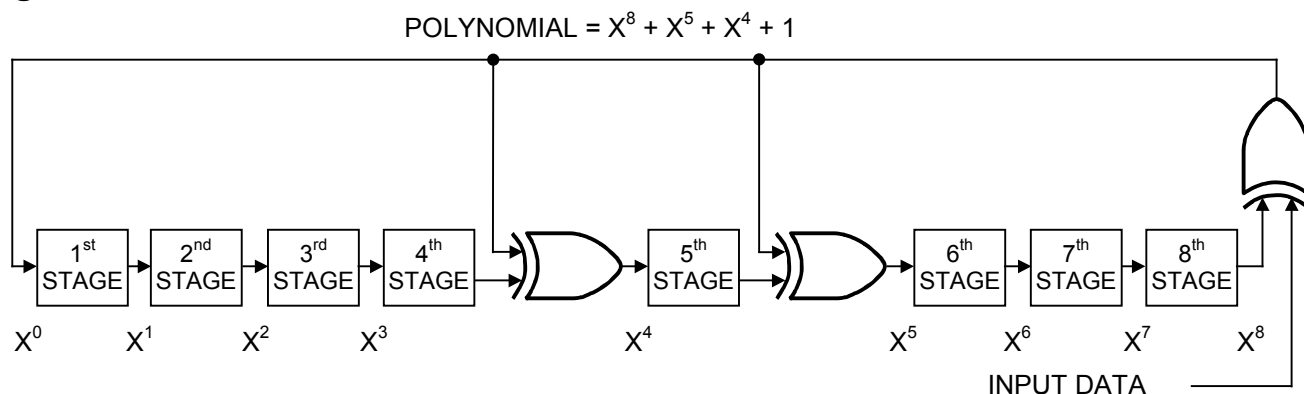 POLYNOMIAL = X⁸ + X⁵ + X⁴ + 1
1ˢᵗ STAGE
2ⁿᵈ STAGE
3ʳᵈ STAGE
4ᵗʰ STAGE
5ᵗʰ STAGE
6ᵗʰ STAGE
7ᵗʰ STAGE
8ᵗʰ STAGE
X⁰ X¹ X² X³ X⁴ X⁵ X⁶ X⁷ X⁸
INPUT DATA